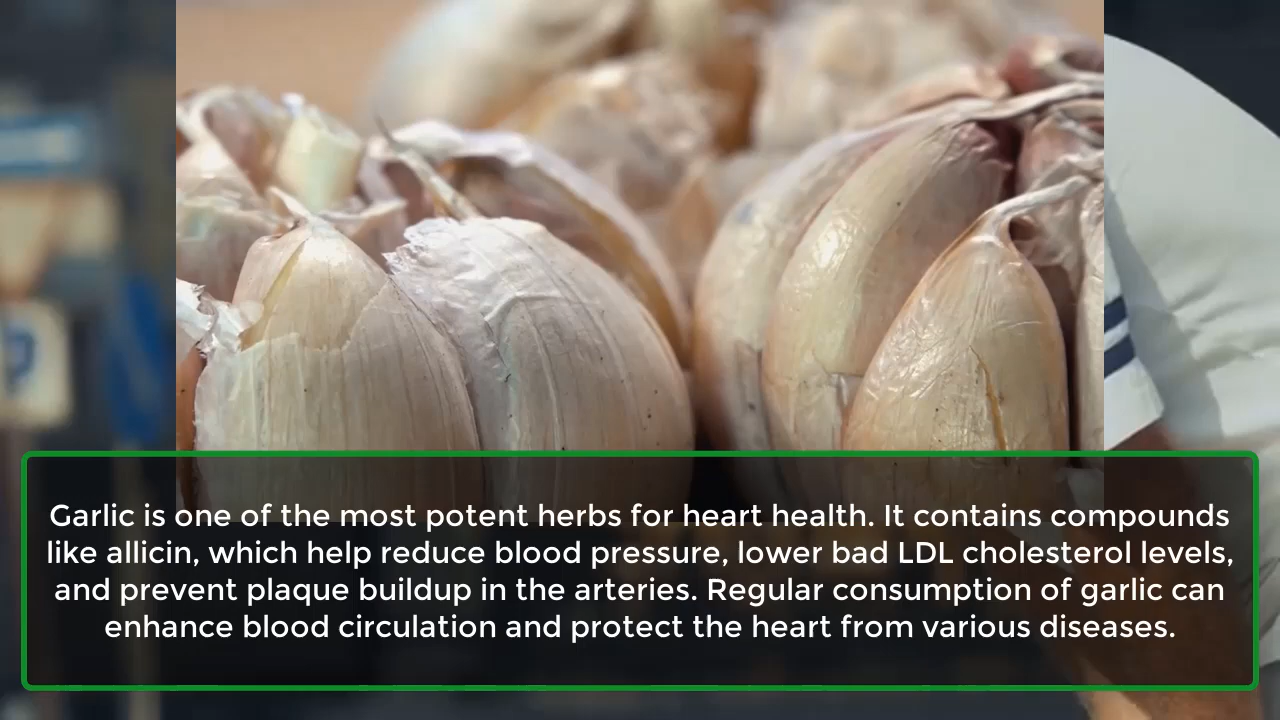 Garlic is one of the most potent herbs for heart health. It contains compounds
like allicin, which help reduce blood pressure, lower bad LDL cholesterol levels,
and prevent plaque buildup in the arteries. Regular consumption of garlic can
enhance blood circulation and protect the heart from various diseases.